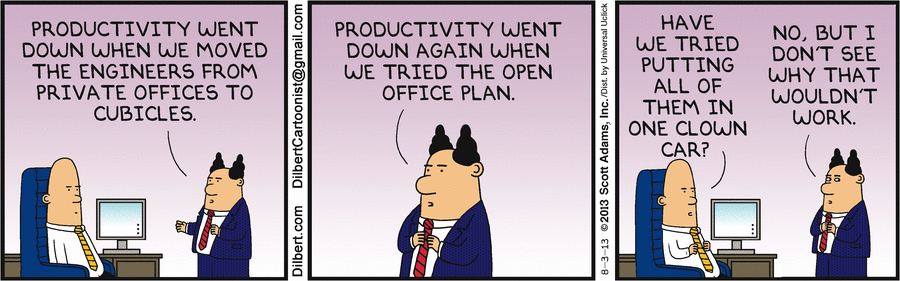 PRODUCTIVITY WENT
DOWN WHEN WE MOVED
THE ENGINEERS FROM
PRIVATE OFFICES TO
CUBICLES.
Dilbert.com DilbertCartoonist@gmail.com
PRODUCTIVITY WENT
DOWN AGAIN WHEN
WE TRIED THE OPEN
OFFICE PLAN.
8-3-13 ©2013 Scott Adams, Inc./Dist. by Universal Uclick
HAVE
WE TRIED
PUTTING
ALL OF
THEM IN
ONE CLOWN
CAR?
NO, BUT I
DON'T SEE
WHY THAT
WOULDN'T
WORK.